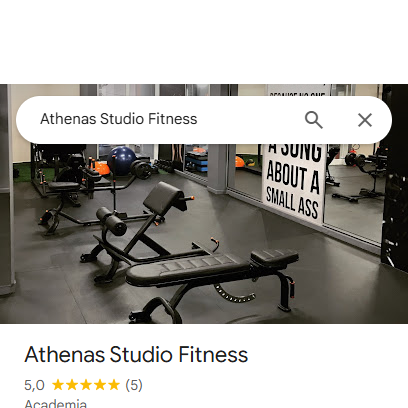 Athenas Studio Fitness
BECAUSE NO ONE
A SONG
ABOUT A
SMALL ASS
Athenas Studio Fitness
5,0 ★★★★★ (5)
Academia